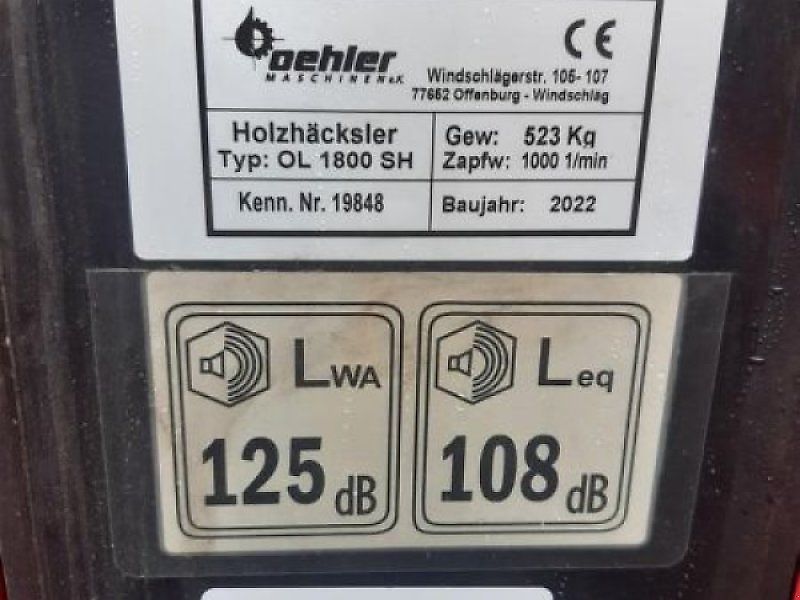 oehler
MASCHINEN e.K.
CE
Windschlägerstr. 105-107
77652 Offenburg - Windschläg
Holzhäcksler
Typ: OL 1800 SH
Gew: 523 Kg
Zapfw: 1000 1/min
Kenn. Nr. 19848
Baujahr: 2022
LWA
125 dB
Leq
108 dB